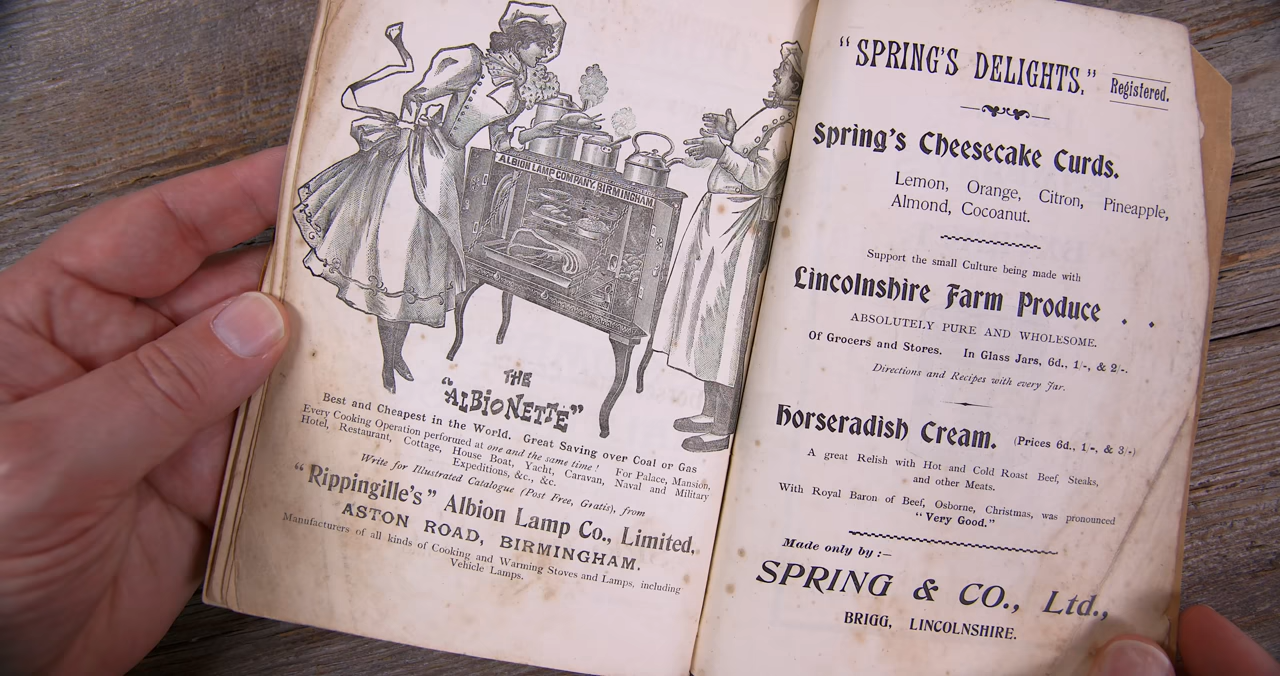 ALBION LAMP COMPANY, BIRMINGHAM.
THE
"ALBIONETTE"
Best and Cheapest in the World. Great Saving over Coal or Gas
Every Cooking Operation performed at one and the same time! For Palace, Mansion,
Hotel, Restaurant, Cottage, House Boat, Yacht, Caravan, Naval and Military
Expeditions, &c., &c.
Write for Illustrated Catalogue (Post Free, Gratis), from
"Rippingille's" Albion Lamp Co., Limited,
ASTON ROAD, BIRMINGHAM.
Manufacturers of all kinds of Cooking and Warming Stoves and Lamps, including
Vehicle Lamps.
"SPRING'S DELIGHTS." Registered.
Spring's Cheesecake Curds.
Lemon, Orange, Citron, Pineapple,
Almond, Cocoanut.
Support the small Culture being made with
Lincolnshire Farm Produce . .
ABSOLUTELY PURE AND WHOLESOME.
Of Grocers and Stores. In Glass Jars, 6d., 1/-, & 2/-.
Directions and Recipes with every Jar.
Horseradish Cream. (Prices 6d., 1/-, & 3/-)
A great Relish with Hot and Cold Roast Beef, Steaks,
and other Meats.
With Royal Baron of Beef, Osborne, Christmas, was pronounced
"Very Good."
Made only by :—
SPRING & CO., Ltd.,
BRIGG, LINCOLNSHIRE.